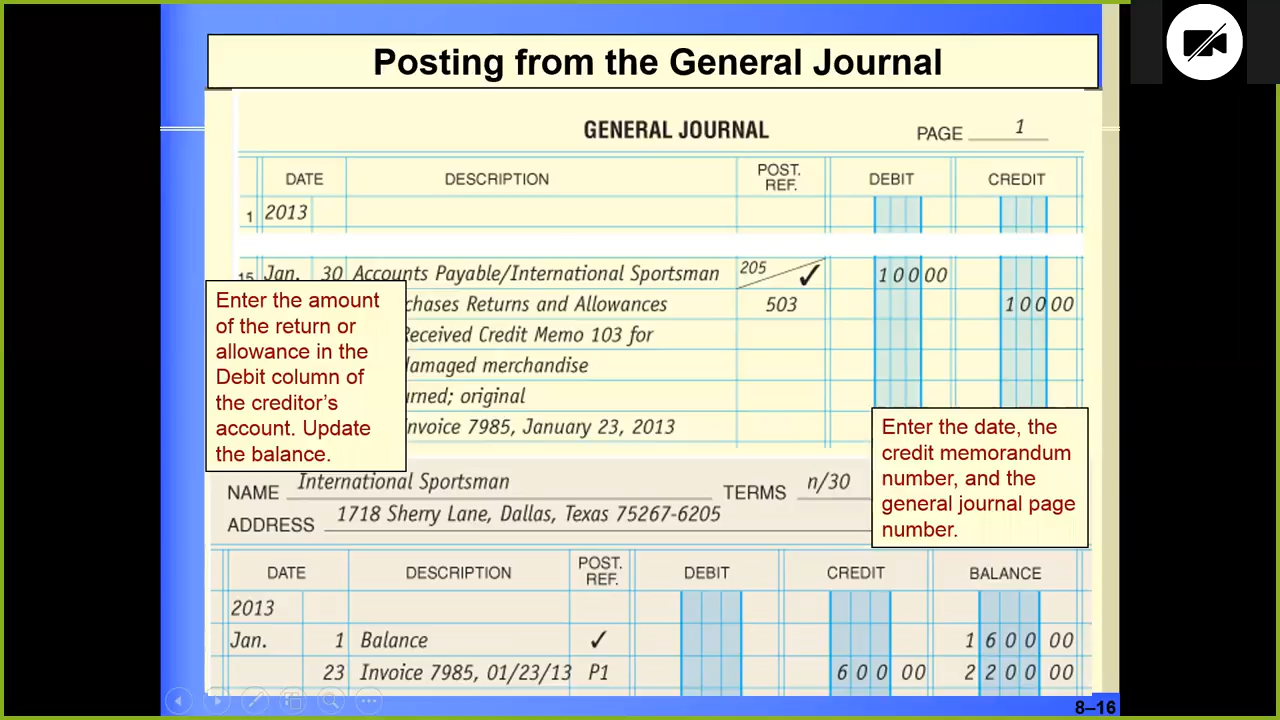 Posting from the General Journal
GENERAL JOURNAL
PAGE 1
DATE DESCRIPTION POST. REF. DEBIT CREDIT
1 2013
15 Jan. 30 Accounts Payable/International Sportsman 205 ✓ 100 00
chases Returns and Allowances 503 100 00
Received Credit Memo 103 for
damaged merchandise
urned; original
nvoice 7985, January 23, 2013
Enter the amount
of the return or
allowance in the
Debit column of
the creditor’s
account. Update
the balance.
Enter the date, the
credit memorandum
number, and the
general journal page
number.
NAME International Sportsman TERMS n/30
ADDRESS 1718 Sherry Lane, Dallas, Texas 75267-6205
DATE DESCRIPTION POST. REF. DEBIT CREDIT BALANCE
2013
Jan. 1 Balance ✓ 1 600 00
23 Invoice 7985, 01/23/13 P1 600 00 2 200 00
8–16